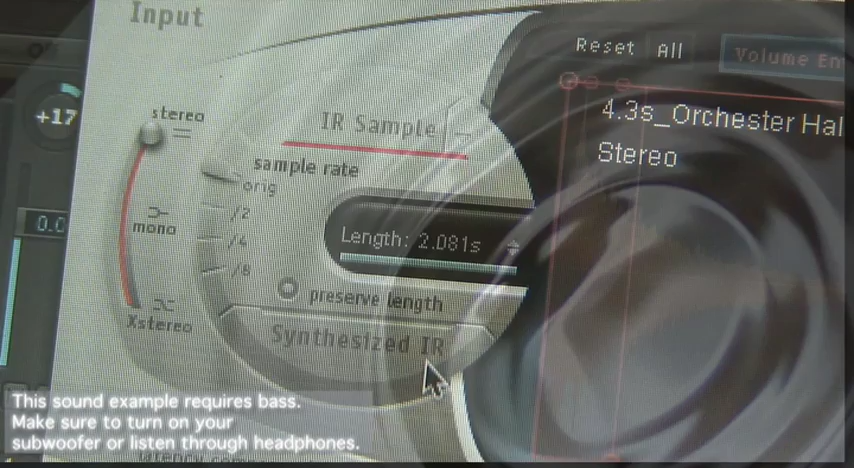 Input
Reset All Volume En
+17
stereo
IR Sample
4.3s_Orchester Hal
Stereo
sample rate
orig
/2
mono
0.0
Length: 2.081s
/4
/8
preserve length
Xstereo
Synthesized IR
This sound example requires bass.
Make sure to turn on your
subwoofer or listen through headphones.